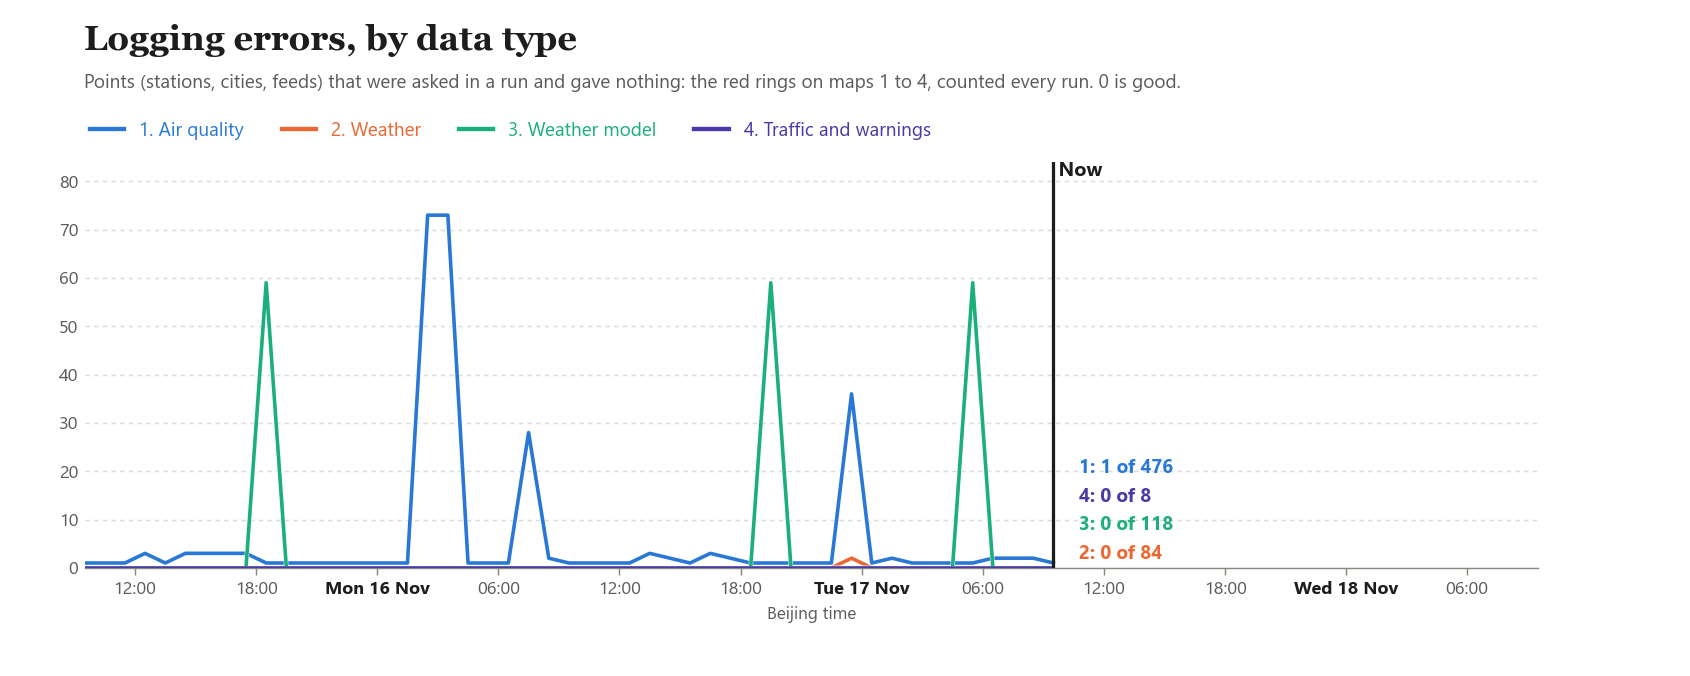 Logging errors, by data type
Points (stations, cities, feeds) that were asked in a run and gave nothing: the red rings on maps 1 to 4, counted every run. 0 is good.
1. Air quality 2. Weather 3. Weather model 4. Traffic and warnings
Now
80
70
60
50
40
30
20
10
0
1: 1 of 476
4: 0 of 8
3: 0 of 118
2: 0 of 84
12:00 18:00 Mon 16 Nov 06:00 12:00 18:00 Tue 17 Nov 06:00 12:00 18:00 Wed 18 Nov 06:00
Beijing time